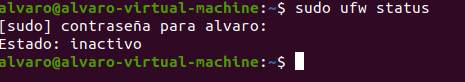 alvaro@alvaro-virtual-machine:~$ sudo ufw status
[sudo] contraseña para alvaro:
Estado: inactivo
alvaro@alvaro-virtual-machine:~$